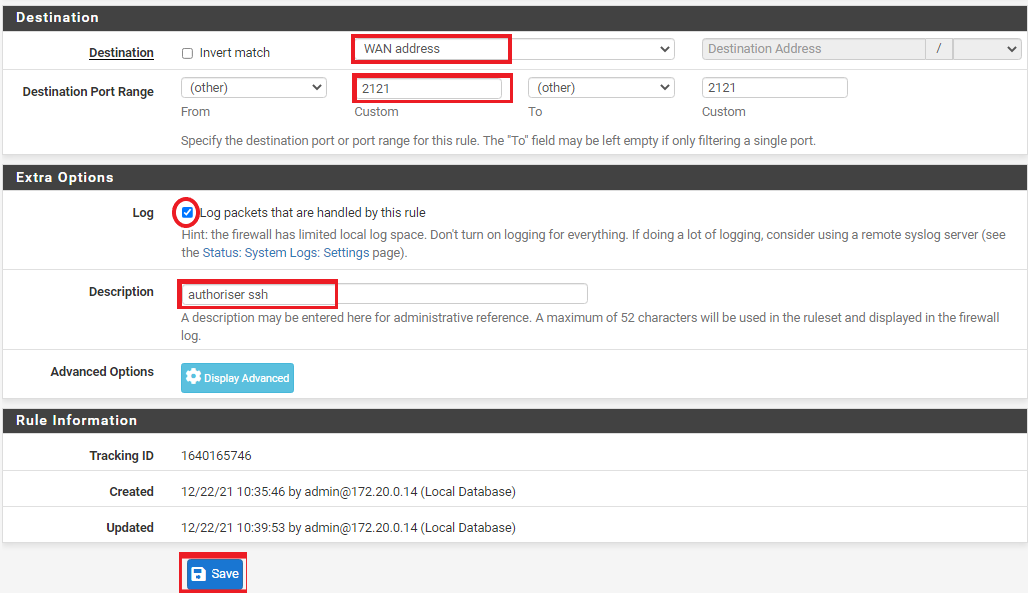 Destination
Destination Invert match WAN address Destination Address /
Destination Port Range (other) 2121 (other) 2121
From Custom To Custom
Specify the destination port or port range for this rule. The "To" field may be left empty if only filtering a single port.
Extra Options
Log Log packets that are handled by this rule
Hint: the firewall has limited local log space. Don't turn on logging for everything. If doing a lot of logging, consider using a remote syslog server (see
the Status: System Logs: Settings page).
Description authoriser ssh
A description may be entered here for administrative reference. A maximum of 52 characters will be used in the ruleset and displayed in the firewall
log.
Advanced Options Display Advanced
Rule Information
Tracking ID 1640165746
Created 12/22/21 10:35:46 by admin@172.20.0.14 (Local Database)
Updated 12/22/21 10:39:53 by admin@172.20.0.14 (Local Database)
Save